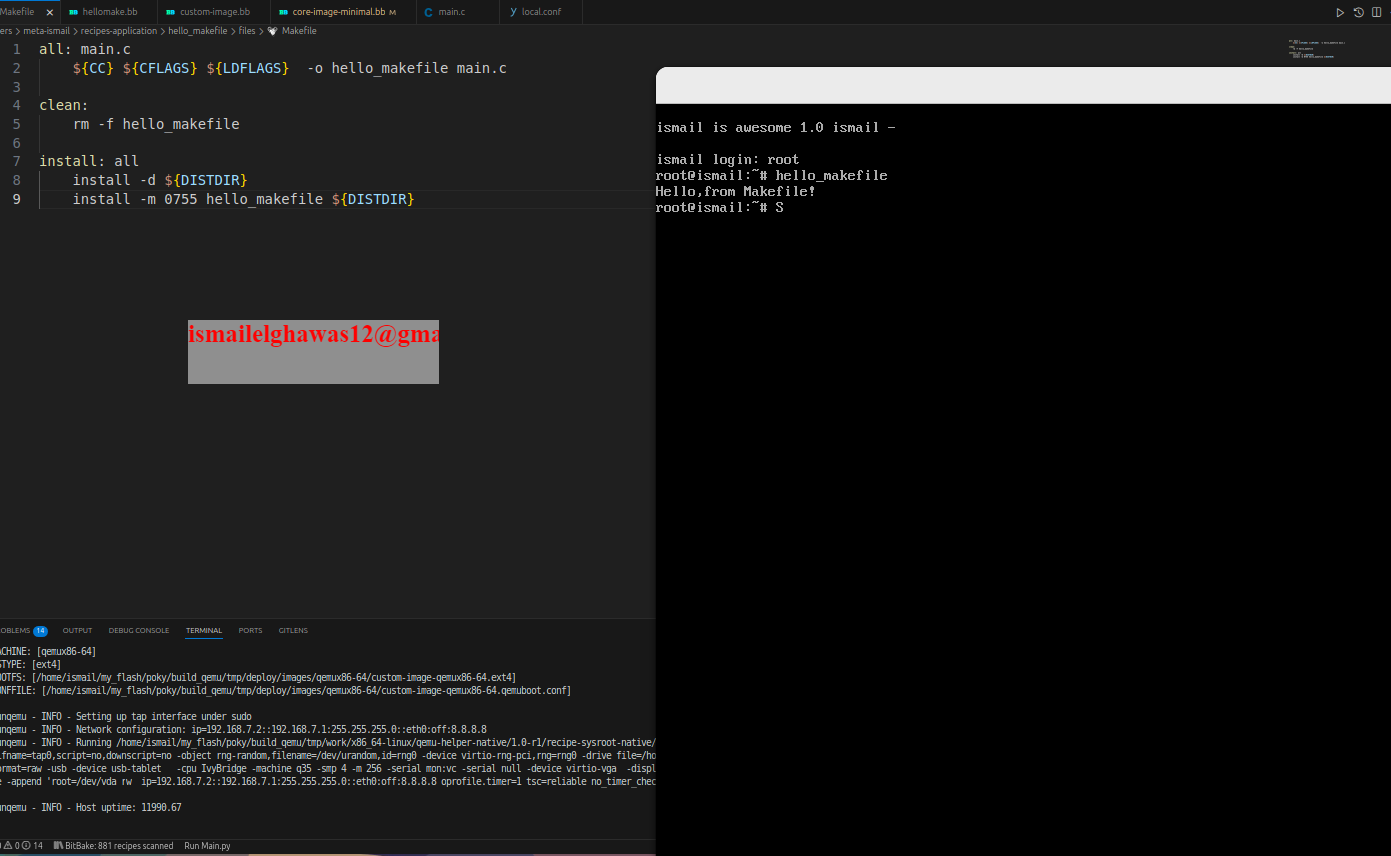 Makefile hellomake.bb custom-image.bb core-image-minimal.bb M main.c local.conf
ers > meta-ismail > recipes-application > hello_makefile > files > Makefile
1 all: main.c
2 ${CC} ${CFLAGS} ${LDFLAGS} -o hello_makefile main.c
3
4 clean:
5 rm -f hello_makefile
6
7 install: all
8 install -d ${DISTDIR}
9 install -m 0755 hello_makefile ${DISTDIR}
ismailelghawas12@gma
OBLEMS 14 OUTPUT DEBUG CONSOLE TERMINAL PORTS GITLENS
ACHINE: [qemux86-64]
STYPE: [ext4]
OOTFS: [/home/ismail/my_flash/poky/build_qemu/tmp/deploy/images/qemux86-64/custom-image-qemux86-64.ext4]
ONFFILE: [/home/ismail/my_flash/poky/build_qemu/tmp/deploy/images/qemux86-64/custom-image-qemux86-64.qemuboot.conf]
unqemu - INFO - Setting up tap interface under sudo
unqemu - INFO - Network configuration: ip=192.168.7.2::192.168.7.1:255.255.255.0::eth0:off:8.8.8.8
unqemu - INFO - Running /home/ismail/my_flash/poky/build_qemu/tmp/work/x86_64-linux/qemu-helper-native/1.0-r1/recipe-sysroot-native/
ifname=tap0,script=no,downscript=no -object rng-random,filename=/dev/urandom,id=rng0 -device virtio-rng-pci,rng=rng0 -drive file=/ho
ormat=raw -usb -device usb-tablet -cpu IvyBridge -machine q35 -smp 4 -m 256 -serial mon:vc -serial null -device virtio-vga -displ
e -append 'root=/dev/vda rw ip=192.168.7.2::192.168.7.1:255.255.255.0::eth0:off:8.8.8.8 oprofile.timer=1 tsc=reliable no_timer_chec
unqemu - INFO - Host uptime: 11990.67
0 14 BitBake: 881 recipes scanned Run Main.py
ismail is awesome 1.0 ismail -
ismail login: root
root@ismail:~# hello_makefile
Hello,from Makefile!
root@ismail:~# S